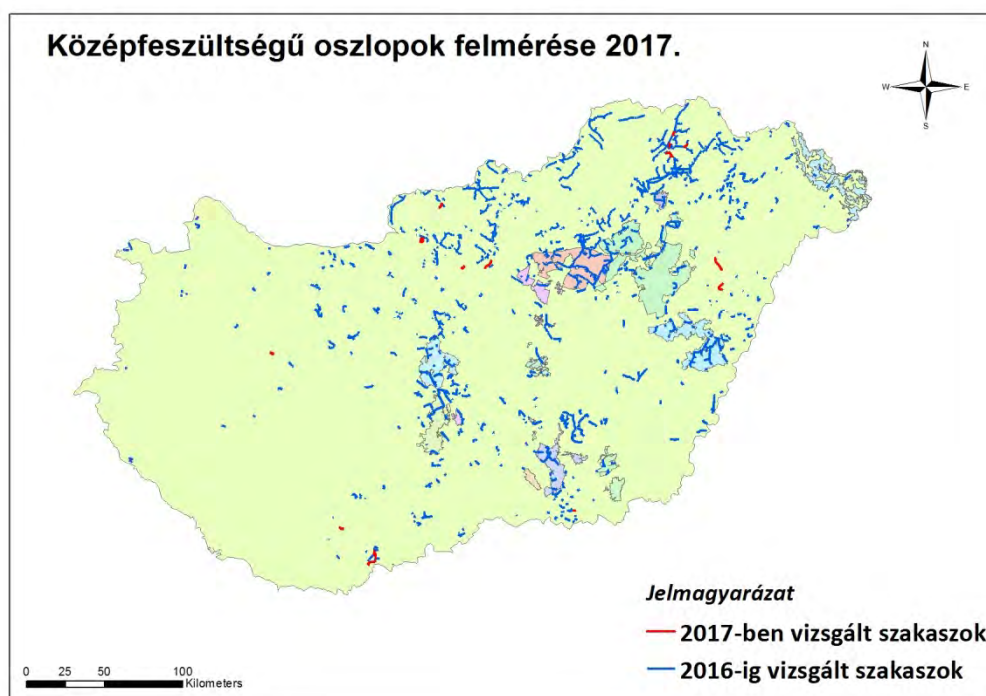 Középfeszültségű oszlopok felmérése 2017.
N
W E
S
Jelmagyarázat
2017-ben vizsgált szakaszok
2016-ig vizsgált szakaszok
0 25 50 100
Kilometers